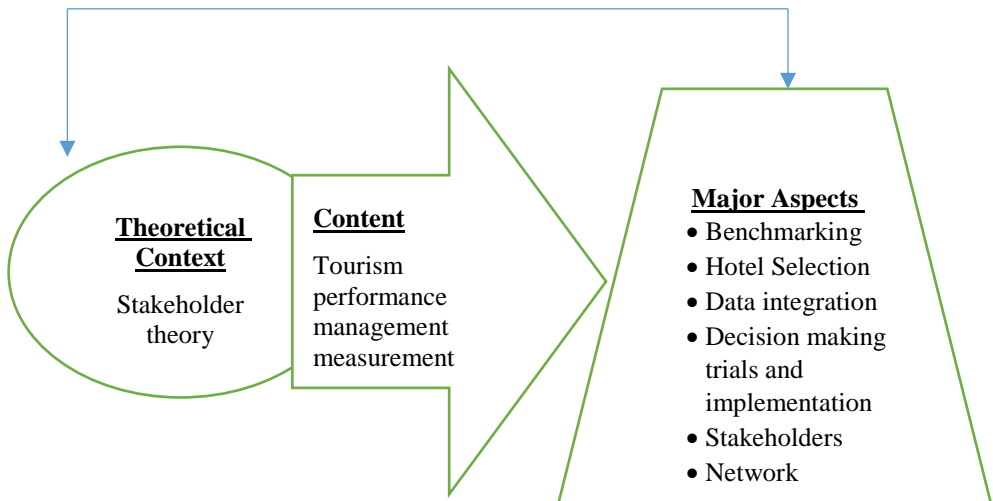 Theoretical
Context
Stakeholder
theory
Content
Tourism
performance
management
measurement
Major Aspects
• Benchmarking
• Hotel Selection
• Data integration
• Decision making
trials and
implementation
• Stakeholders
• Network